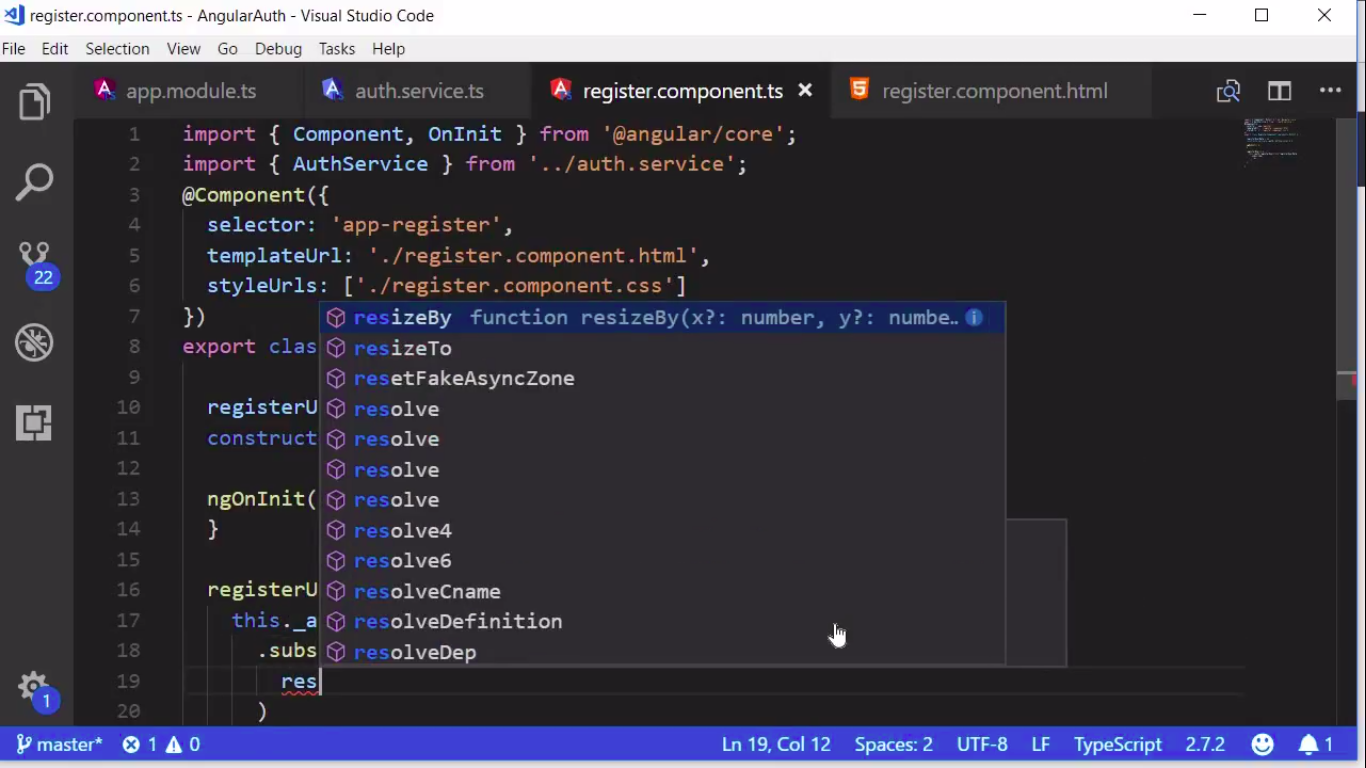 register.component.ts - AngularAuth - Visual Studio Code
File Edit Selection View Go Debug Tasks Help
app.module.ts auth.service.ts register.component.ts register.component.html
1 import { Component, OnInit } from '@angular/core';
2 import { AuthService } from '../auth.service';
3 @Component({
4 selector: 'app-register',
5 templateUrl: './register.component.html',
6 styleUrls: ['./register.component.css']
7 })
resizeBy function resizeBy(x?: number, y?: numbe…
8 export clas
resizeTo
9
resetFakeAsyncZone
10 registerU
resolve
11 construct
resolve
12
resolve
13 ngOnInit(
resolve
14 }
resolve4
15
resolve6
16 registerU
resolveCname
17 this._a
resolveDefinition
18 .subs
resolveDep
19 res
20 )
22
1
master* 1 0 Ln 19, Col 12 Spaces: 2 UTF-8 LF TypeScript 2.7.2 1